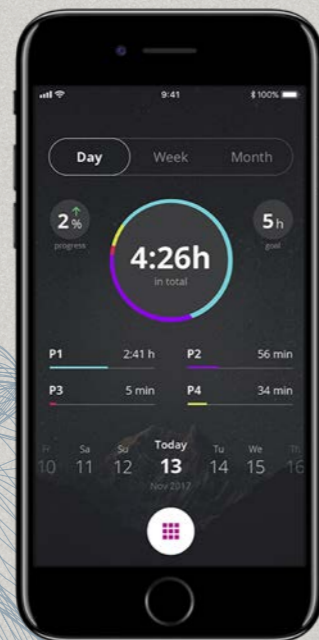 9:41 100%
Day Week Month
2%
progress
4:26h
in total
5h
goal
P1 2:41 h P2 56 min
P3 5 min P4 34 min
Fr Sa Su Today Tu We Th
10 11 12 13 14 15 16
Nov 2017